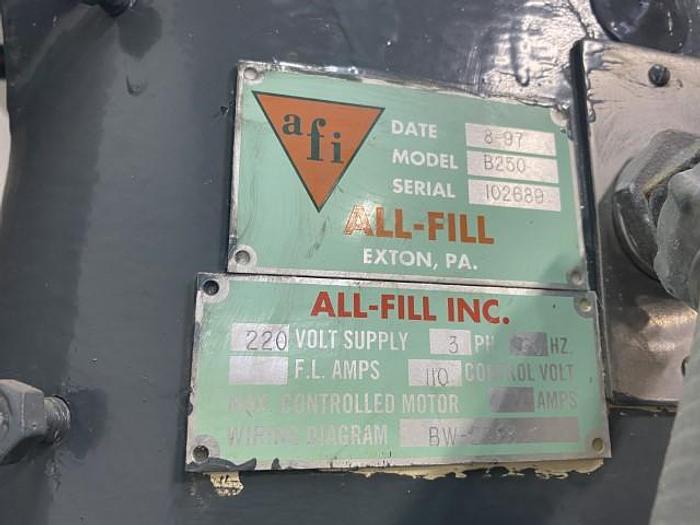 afi
DATE 8-97
MODEL B250
SERIAL 102689
ALL-FILL
EXTON, PA.
ALL-FILL INC.
220 VOLT SUPPLY 3 PH HZ.
F.L. AMPS 110 CONTROL VOLT
MAX. CONTROLLED MOTOR AMPS
WIRING DIAGRAM